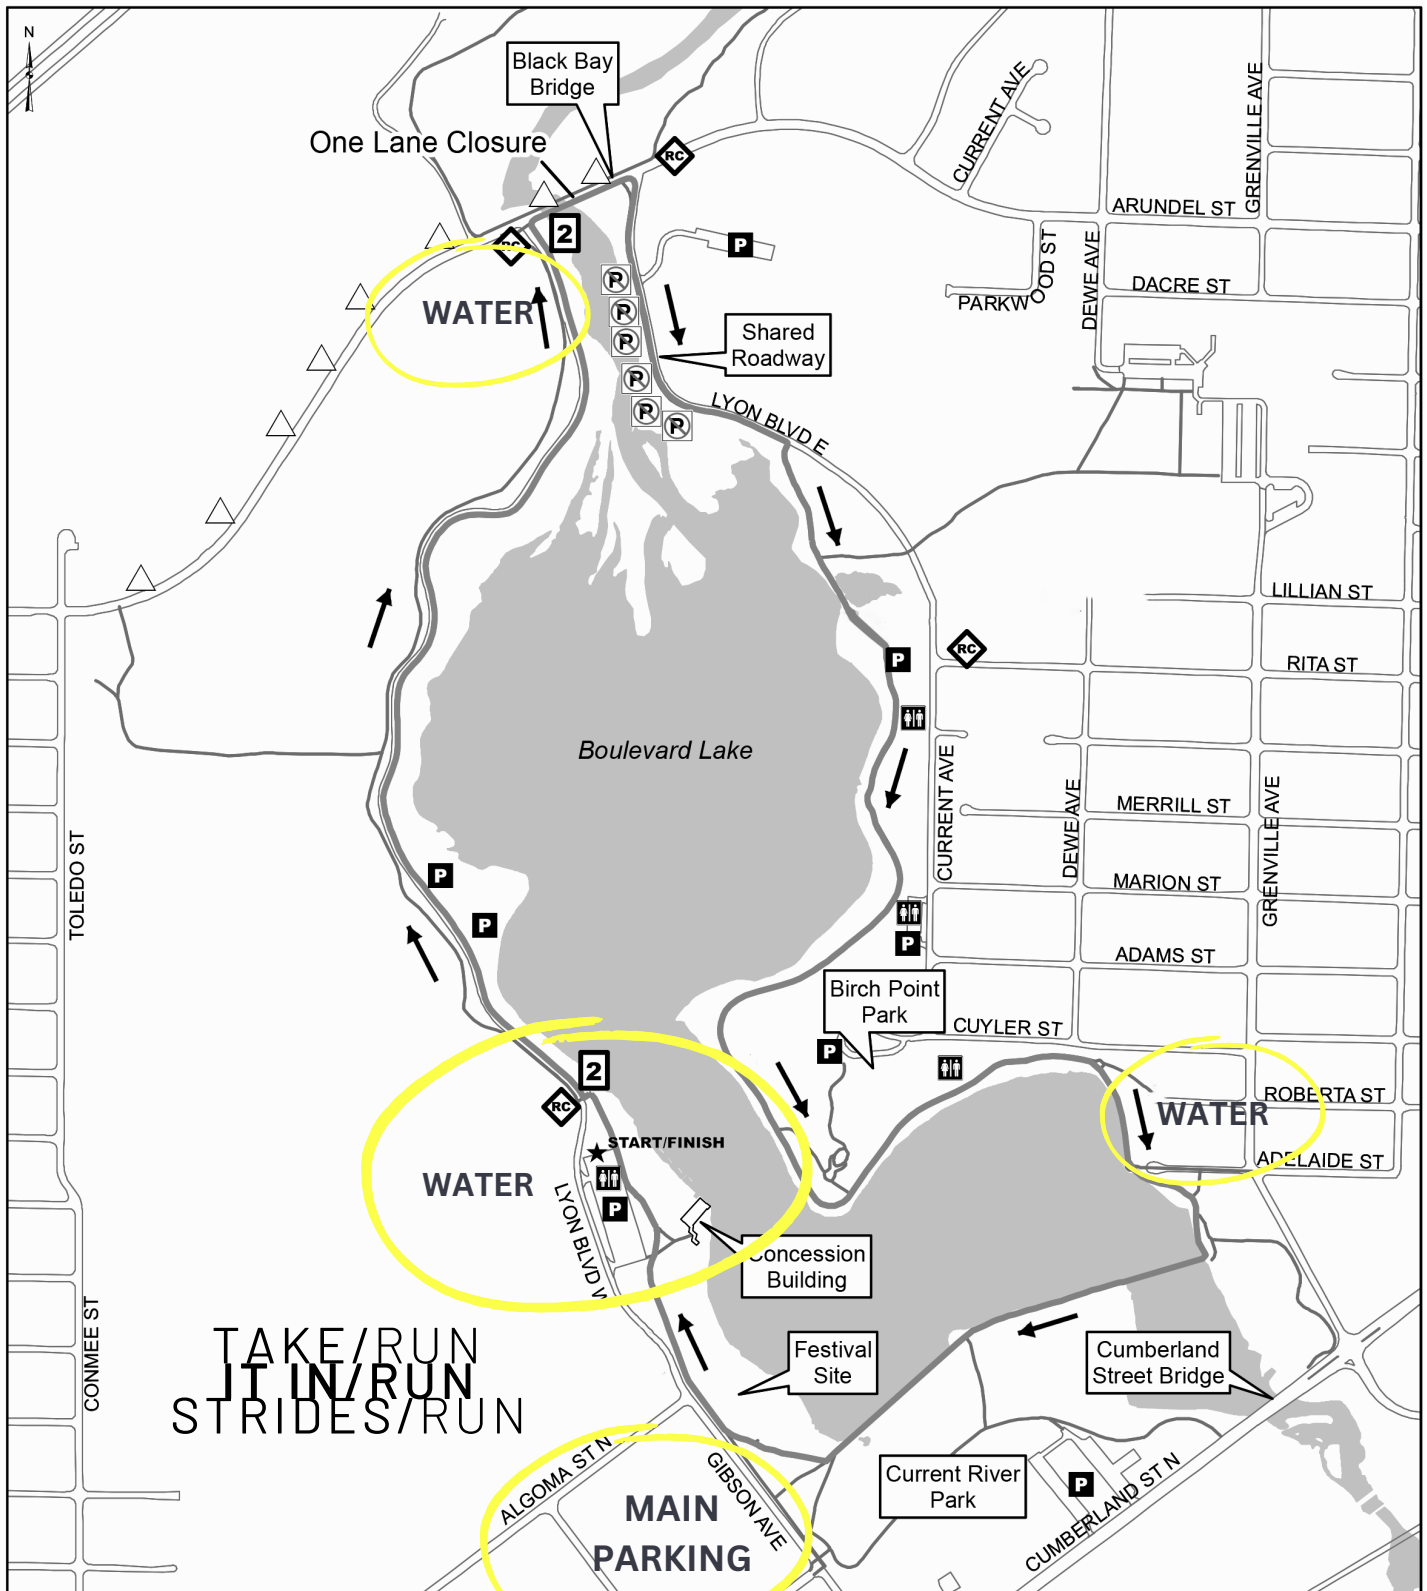 N
Black Bay
Bridge
One Lane Closure
RC
CURRENT AVE
GRENVILLE AVE
ARUNDEL ST
2
RC
P
PARKWOOD ST
DEWE AVE
DACRE ST
WATER
P
P
P
P
P
P
Shared
Roadway
LYON BLVD E
LILLIAN ST
RC
RITA ST
P
Boulevard Lake
CURRENT AVE
DEWE AVE
MERRILL ST
GRENVILLE AVE
TOLEDO ST
P
MARION ST
P
P
ADAMS ST
Birch Point
Park
CUYLER ST
P
2
RC
ROBERTA ST
WATER
START/FINISH
ADELAIDE ST
WATER
P
LYON BLVD W
Concession
Building
CONMEE ST
TAKE/RUN
IT IN/RUN
STRIDES/RUN
Festival
Site
Cumberland
Street Bridge
ALGOMA ST N
GIBSON AVE
Current River
Park
P
CUMBERLAND ST N
MAIN
PARKING